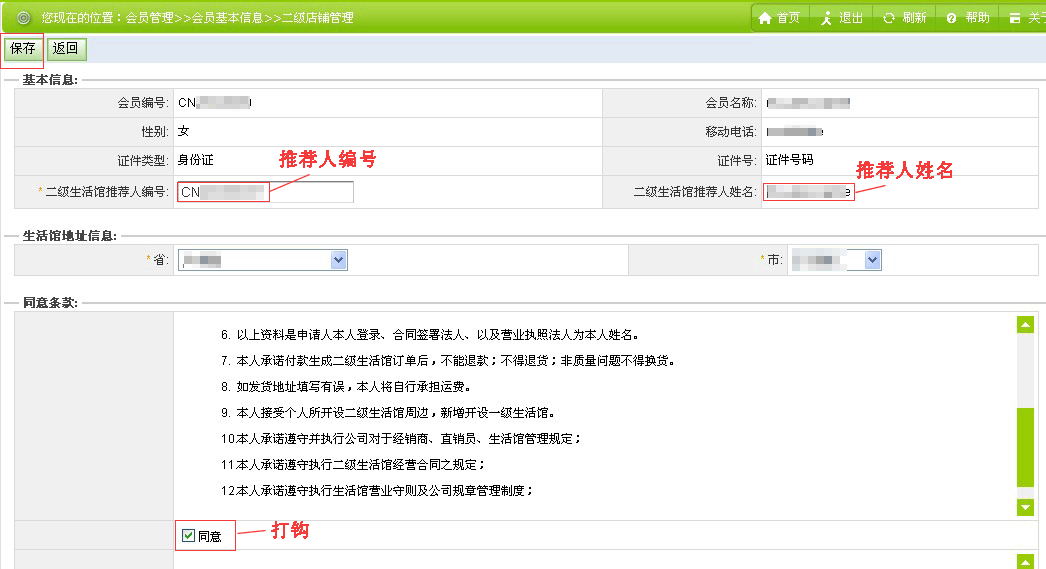 您现在的位置：会员管理>>会员基本信息>>二级店铺管理 首页 退出 刷新 帮助
保存 返回
基本信息:
会员编号: CN 会员名称:
性别: 女 移动电话:
证件类型: 身份证 证件号: 证件号码
推荐人编号 推荐人姓名
* 二级生活馆推荐人编号: CN 二级生活馆推荐人姓名:
生活馆地址信息:
* 省: * 市:
同意条款:
6. 以上资料是申请人本人登录、合同签署法人、以及营业执照法人为本人姓名。
7. 本人承诺付款生成二级生活馆订单后，不能退款；不得退货；非质量问题不得换货。
8. 如发货地址填写有误，本人将自行承担运费。
9. 本人接受个人所开设二级生活馆周边，新增开设一级生活馆。
10.本人承诺遵守并执行公司对于经销商、直销员、生活馆管理规定；
11.本人承诺遵守执行二级生活馆经营合同之规定；
12.本人承诺遵守执行生活馆营业守则及公司规章管理制度；
同意 打钩